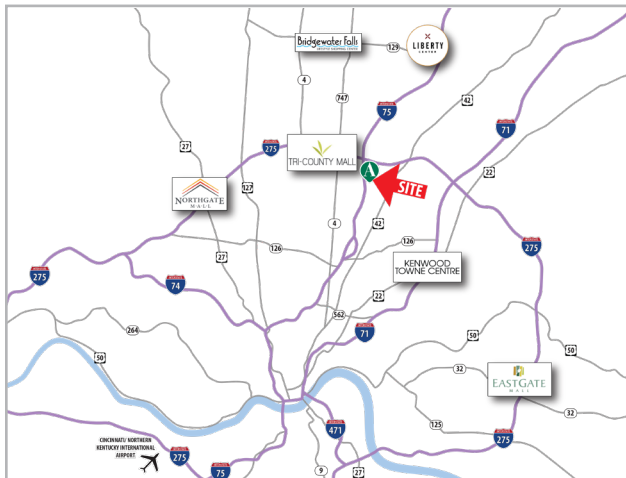 Bridgewater Falls
129
LIBERTY
CENTER
4
747
75
42
71
27
275
TRI-COUNTY MALL
A
SITE
22
127
NORTHGATE
MALL
42
4
27
126
126
275
KENWOOD
TOWNE CENTRE
275
74
22
562
264
71
50
50
50
32
EASTGATE
MALL
32
125
471
275
CINCINNATI/ NORTHERN
KENTUCKY INTERNATIONAL
AIRPORT
275
75
9
27